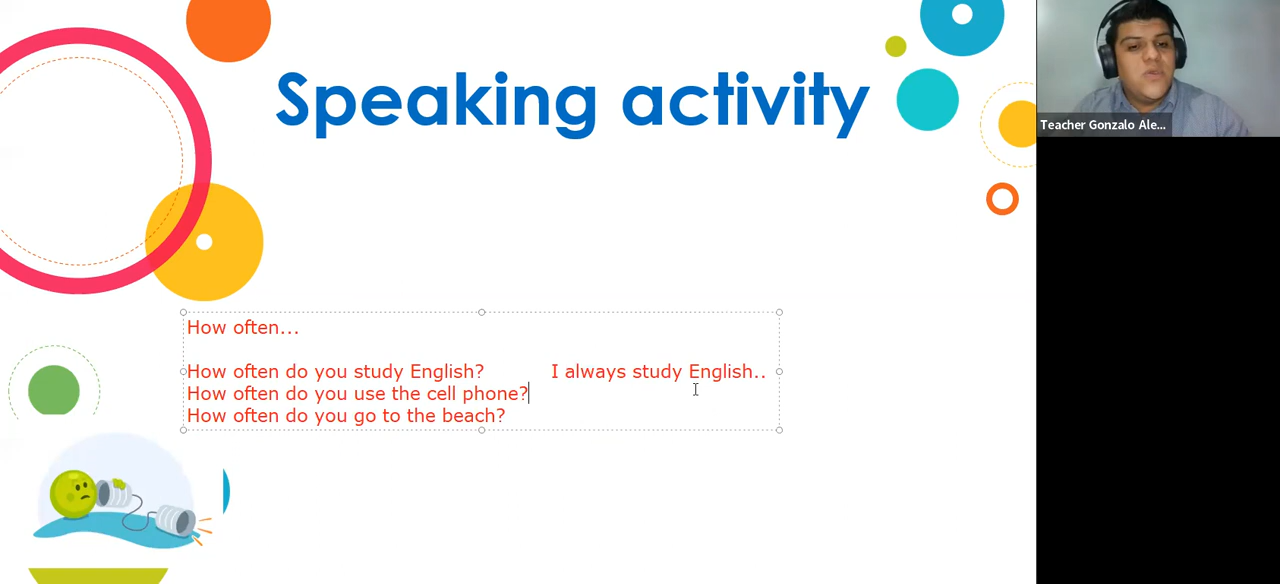 Speaking activity
Teacher Gonzalo Ale...
How often...
How often do you study English? I always study English..
How often do you use the cell phone?
How often do you go to the beach?